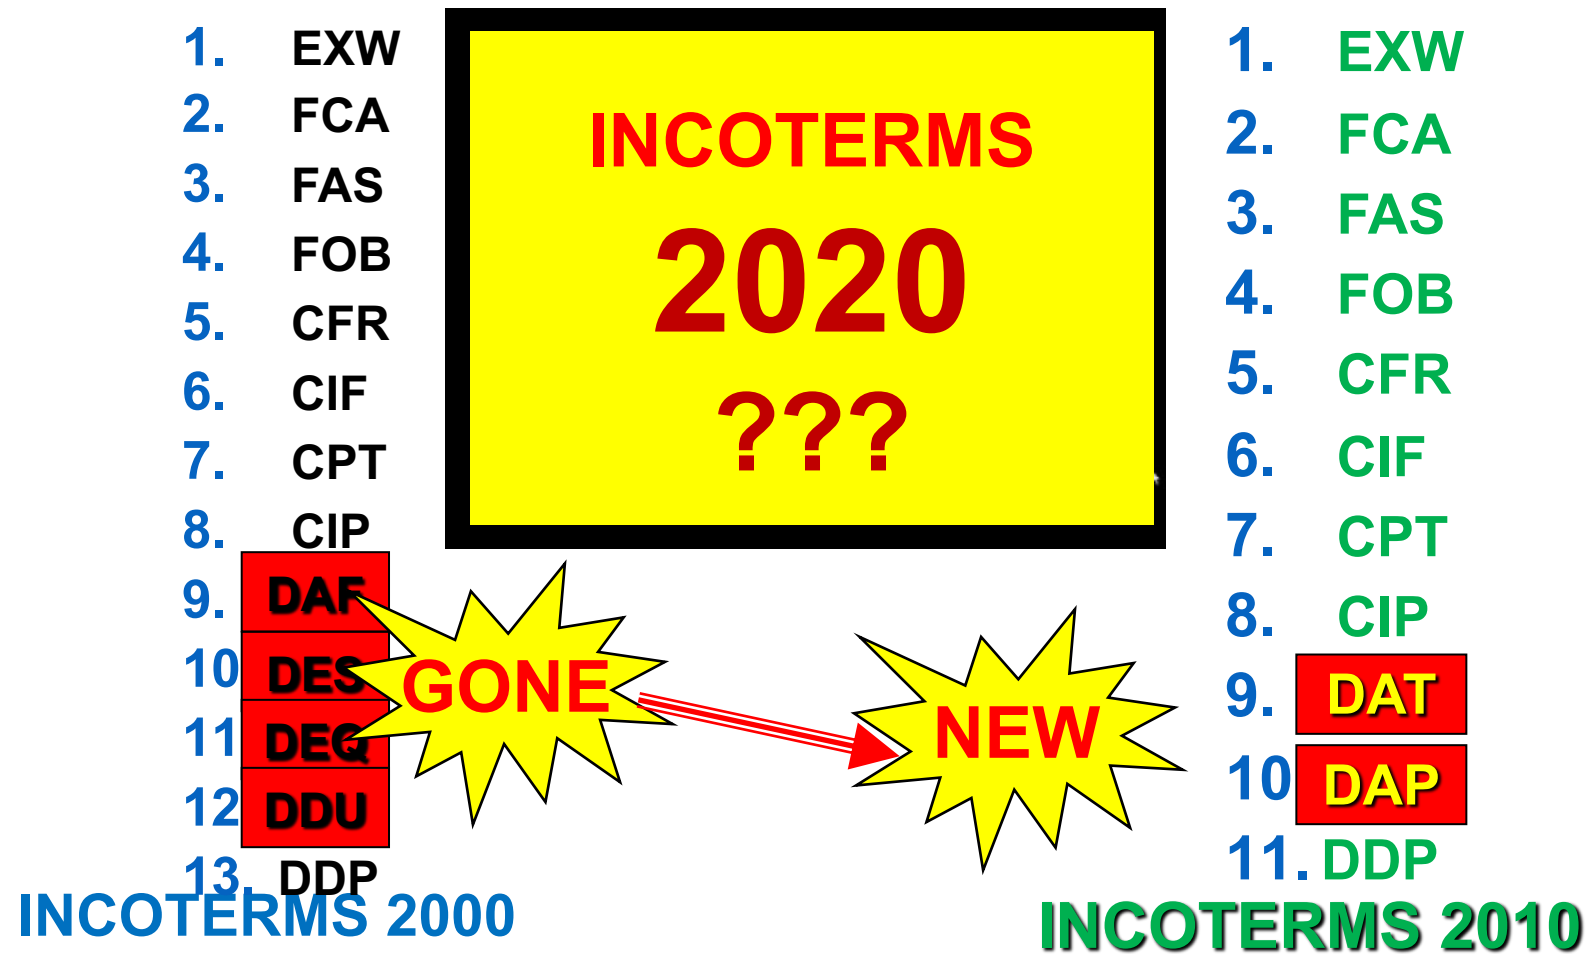 1. EXW
2. FCA
3. FAS
4. FOB
5. CFR
6. CIF
7. CPT
8. CIP
9. DAF
10 DES
11 DEQ
12 DDU
13. DDP
INCOTERMS 2000
INCOTERMS
2020
???
GONE
NEW
1. EXW
2. FCA
3. FAS
4. FOB
5. CFR
6. CIF
7. CPT
8. CIP
9. DAT
10 DAP
11. DDP
INCOTERMS 2010